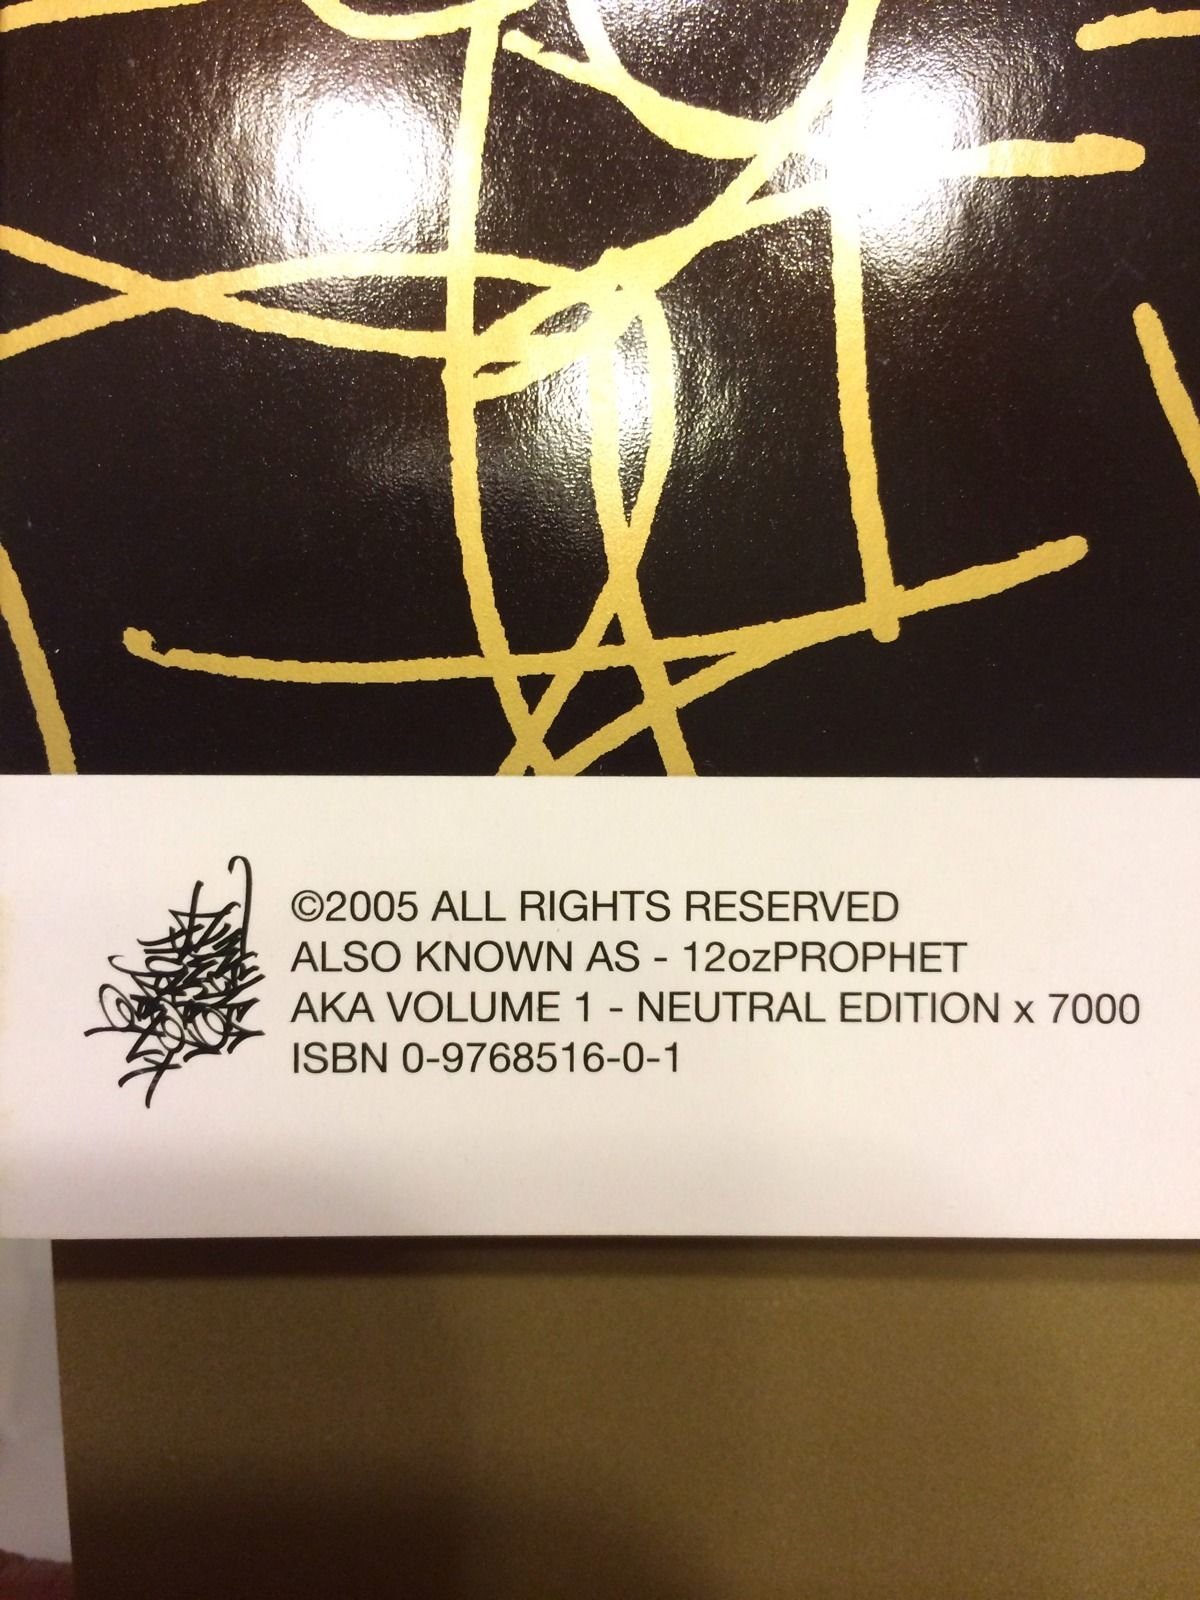 ©2005 ALL RIGHTS RESERVED
ALSO KNOWN AS - 12ozPROPHET
AKA VOLUME 1 - NEUTRAL EDITION x 7000
ISBN 0-9768516-0-1